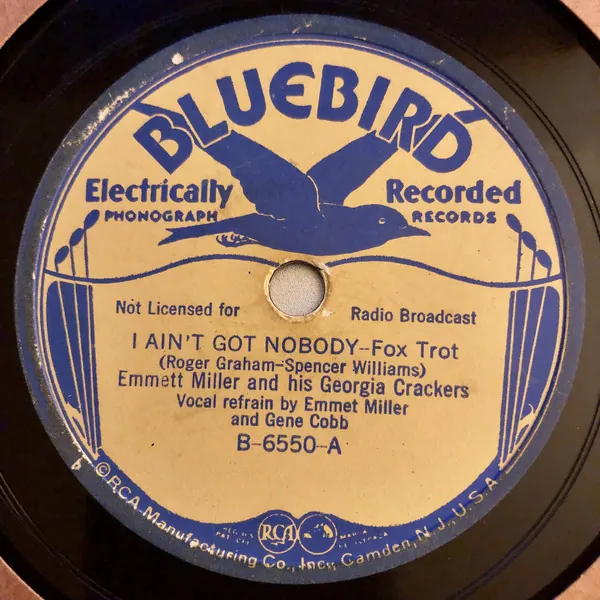 BLUEBIRD
Electrically Recorded
PHONOGRAPH RECORDS
Not Licensed for Radio Broadcast
I AIN'T GOT NOBODY--Fox Trot
(Roger Graham-Spencer Williams)
Emmett Miller and his Georgia Crackers
Vocal refrain by Emmet Miller
and Gene Cobb
B-6550-A
RCA
©RCA Manufacturing Co., Inc., Camden, N.J., U.S.A.